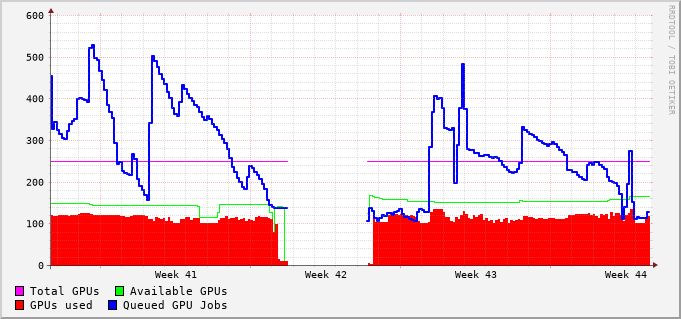 600
500
400
300
200
100
0
Week 41 Week 42 Week 43 Week 44
Total GPUs Available GPUs
GPUs used Queued GPU Jobs
RRDTOOL / TOBI OETIKER